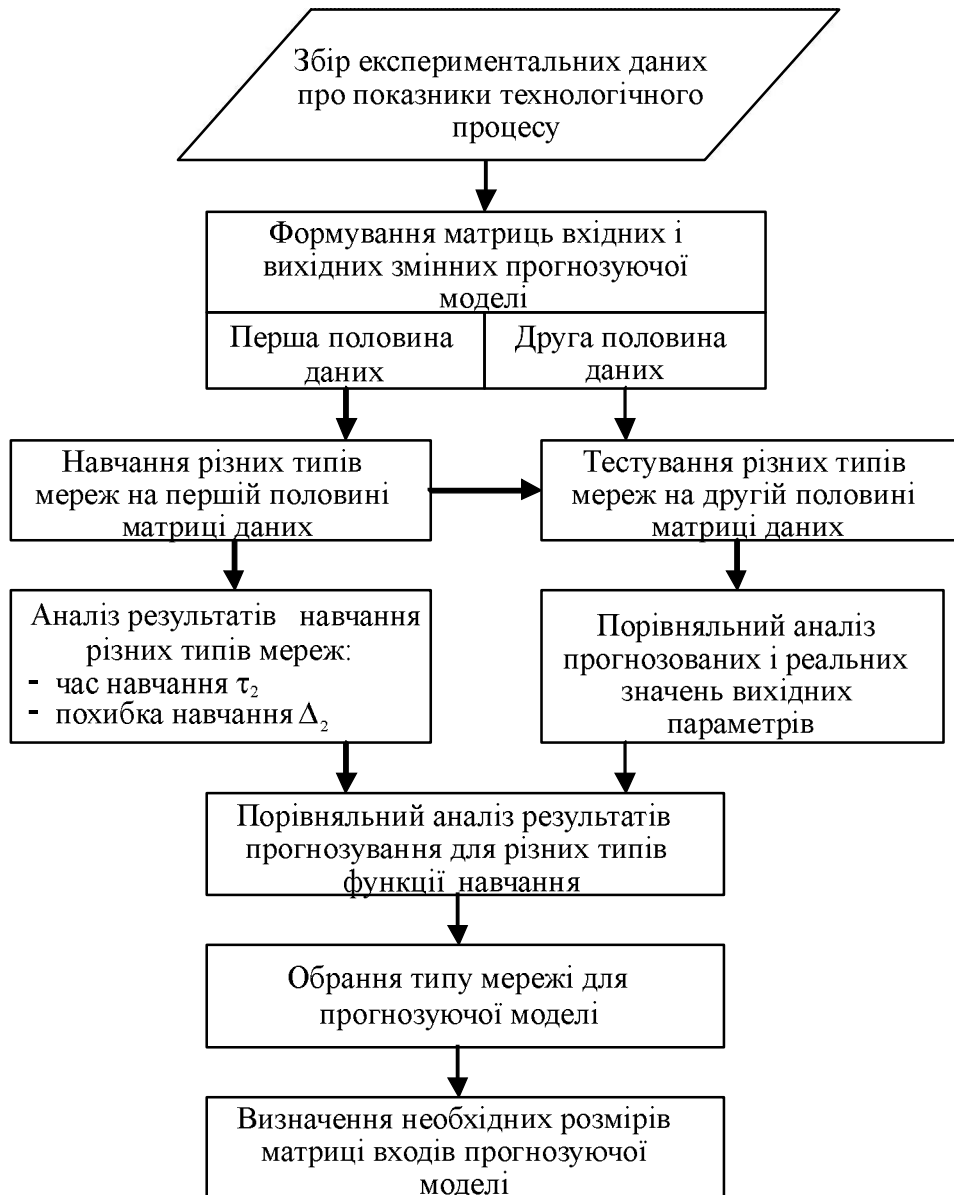 Збір експериментальних даних
про показники технологічного
процесу
Формування матриць вхідних і
вихідних змінних прогнозуючої
моделі
Перша половина
даних
Друга половина
даних
Навчання різних типів
мереж на першій половині
матриці даних
Тестування різних типів
мереж на другій половині
матриці даних
Аналіз результатів навчання
різних типів мереж:
- час навчання τ₂
- похибка навчання Δ₂
Порівняльний аналіз
прогнозованих і реальних
значень вихідних
параметрів
Порівняльний аналіз результатів
прогнозування для різних типів
функції навчання
Обрання типу мережі для
прогнозуючої моделі
Визначення необхідних розмірів
матриці входів прогнозуючої
моделі